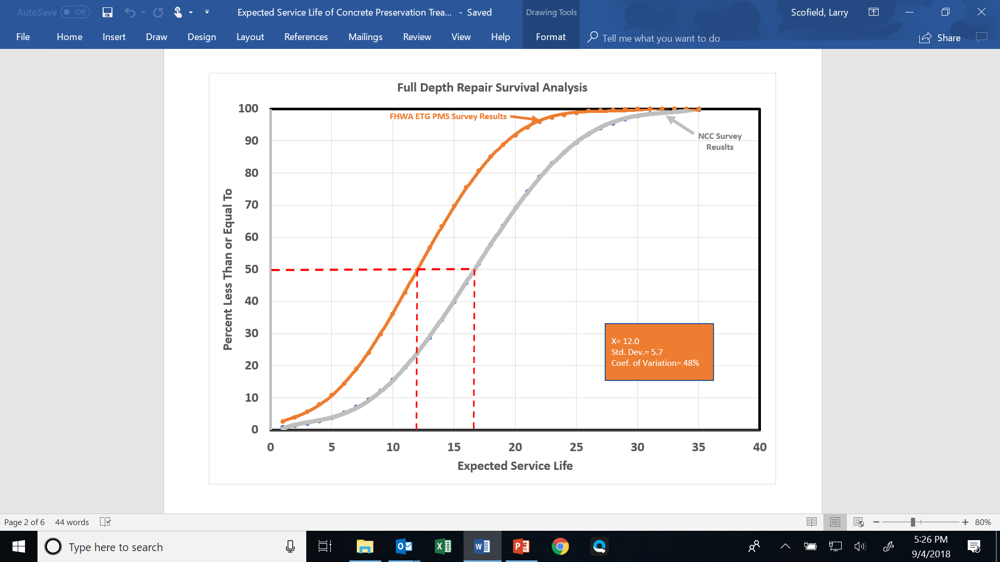 AutoSave Off
Expected Service Life of Concrete Preservation Trea... - Saved
Drawing Tools
Scofield, Larry
File Home Insert Draw Design Layout References Mailings Review View Help Format Tell me what you want to do Share
Full Depth Repair Survival Analysis
FHWA ETG PMS Survey Results
NCC Survey
Reuslts
Percent Less Than or Equal To
100
90
80
70
60
50
40
30
20
10
0
X= 12.0
Std. Dev.= 5.7
Coef. of Variation= 48%
0 5 10 15 20 25 30 35 40
Expected Service Life
Page 2 of 6 44 words 80%
Type here to search
5:26 PM
9/4/2018